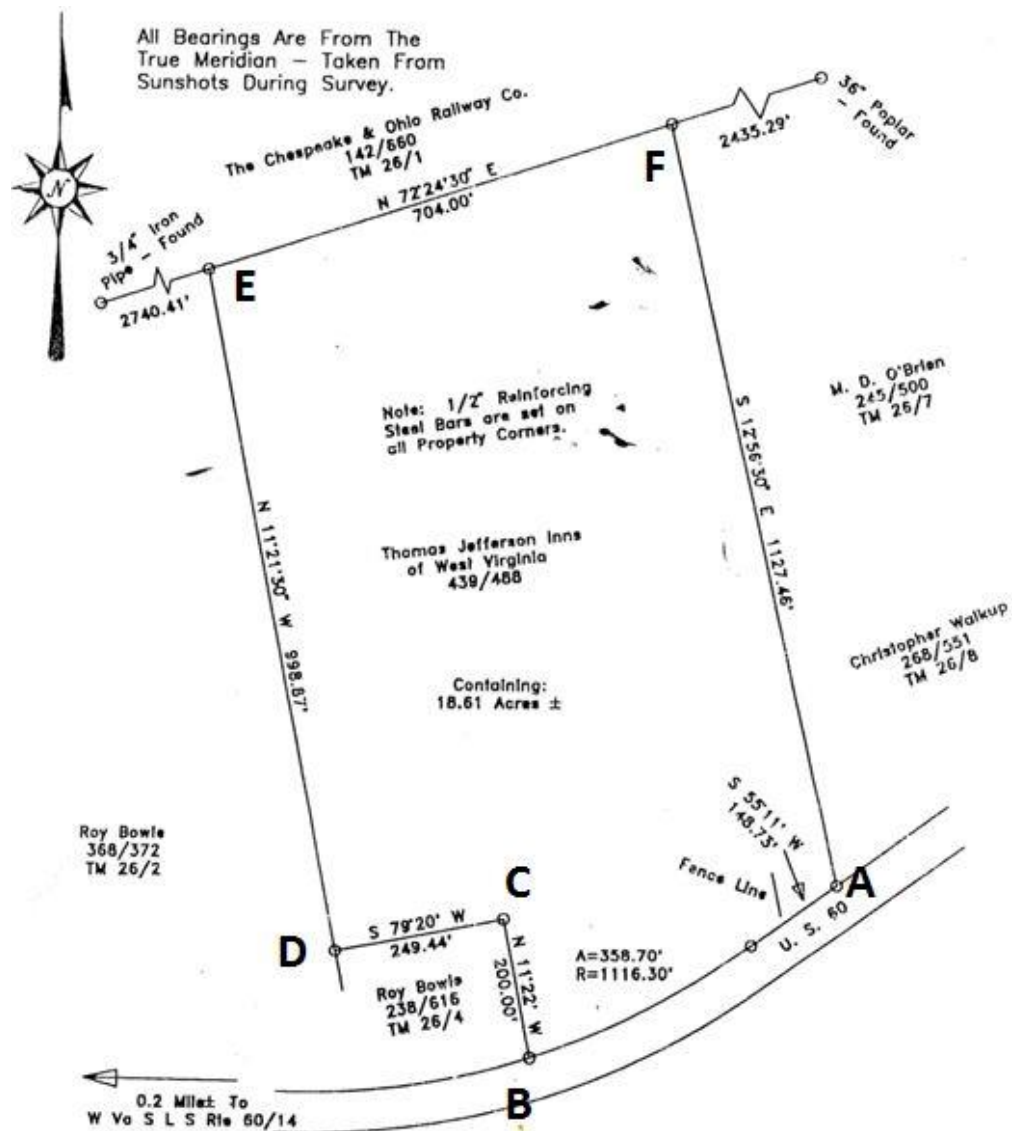 All Bearings Are From The
True Meridian – Taken From
Sunshots During Survey.
The Chespeake & Ohio Railway Co.
142/660
TM 26/1
36" Poplar
– Found
2435.29'
F
N 72°24'30" E
704.00'
N
3/4" Iron
Pipe – Found
E
2740.41'
Note: 1/2" Reinforcing
Steel Bars are set on
all Property Corners.
M. D. O'Brien
245/500
TM 26/7
S 12°56'30" E 1127.46'
N 11°21'30" W 998.87'
Thomas Jefferson Inns
of West Virginia
439/488
Christopher Walkup
268/551
TM 26/8
Containing:
18.61 Acres ±
S 55°11' W
148.73'
Roy Bowle
368/372
TM 26/2
Fence Line
A
C
U. S. 60
S 79°20' W
249.44'
D
N 11°22' W
200.00'
A=358.70'
R=1116.30'
Roy Bowle
238/616
TM 26/4
B
0.2 Mile± To
W Va S L S Rte 60/14